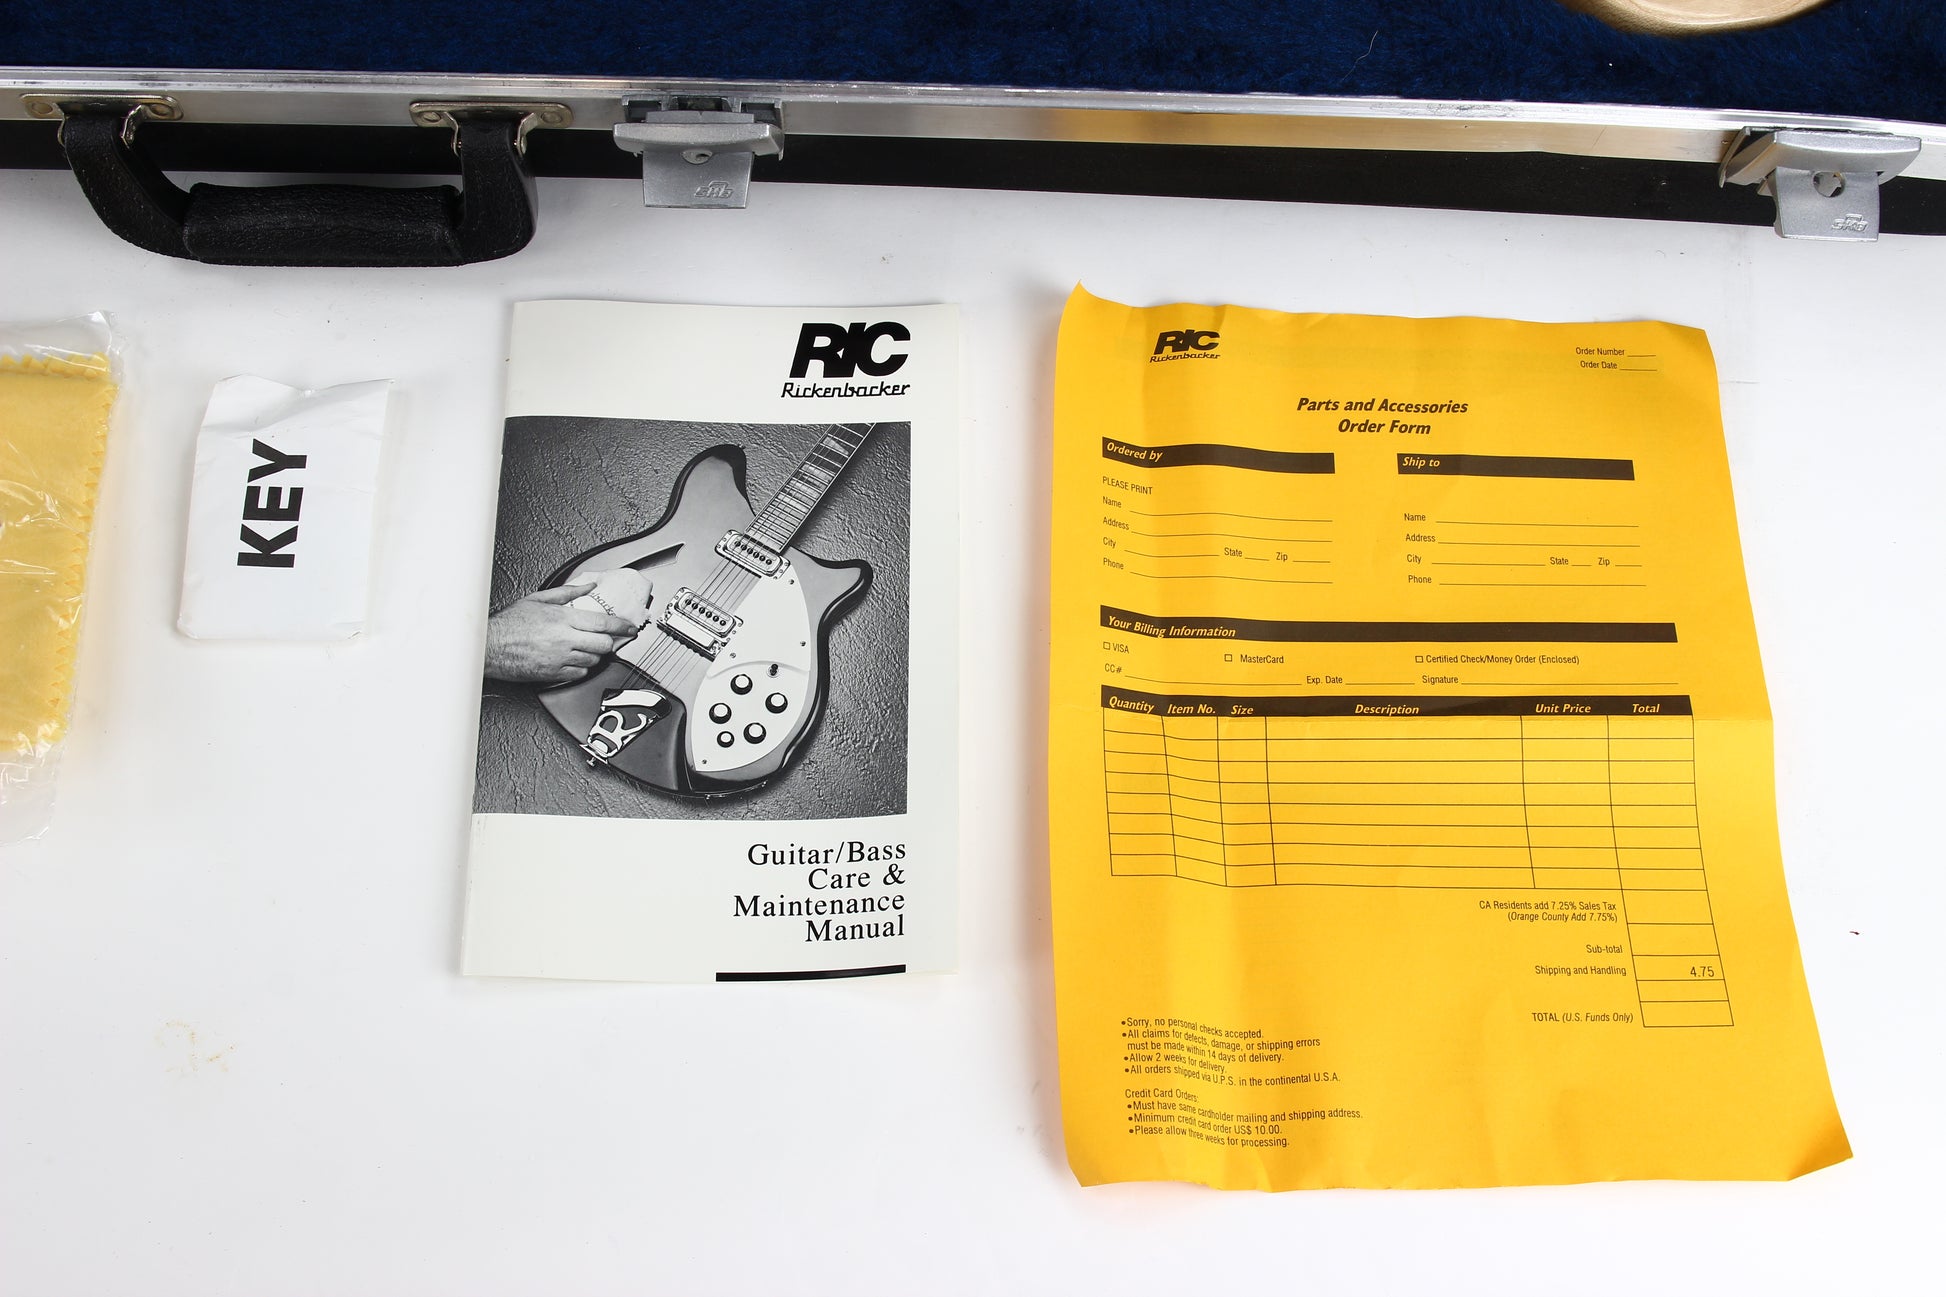 SKB
SKB
KEY
RIC
Rickenbacker
R
Guitar/Bass
Care &
Maintenance
Manual
RIC
Rickenbacker
Order Number
Order Date
Parts and Accessories
Order Form
Ordered by
Ship to
PLEASE PRINT
Name
Address
City State Zip
Phone
Name
Address
City State Zip
Phone
Your Billing Information
VISA MasterCard Certified Check/Money Order (Enclosed)
CC# Exp. Date Signature
Quantity Item No. Size Description Unit Price Total
CA Residents add 7.25% Sales Tax
(Orange County Add 7.75%)
Sub-total
Shipping and Handling 4.75
TOTAL (U.S. Funds Only)
•Sorry, no personal checks accepted.
•All claims for defects, damage, or shipping errors
must be made within 14 days of delivery.
•Allow 2 weeks for delivery.
•All orders shipped via U.P.S. in the continental U.S.A.
Credit Card Orders:
•Must have same cardholder mailing and shipping address.
•Minimum credit card order US$ 10.00.
•Please allow three weeks for processing.